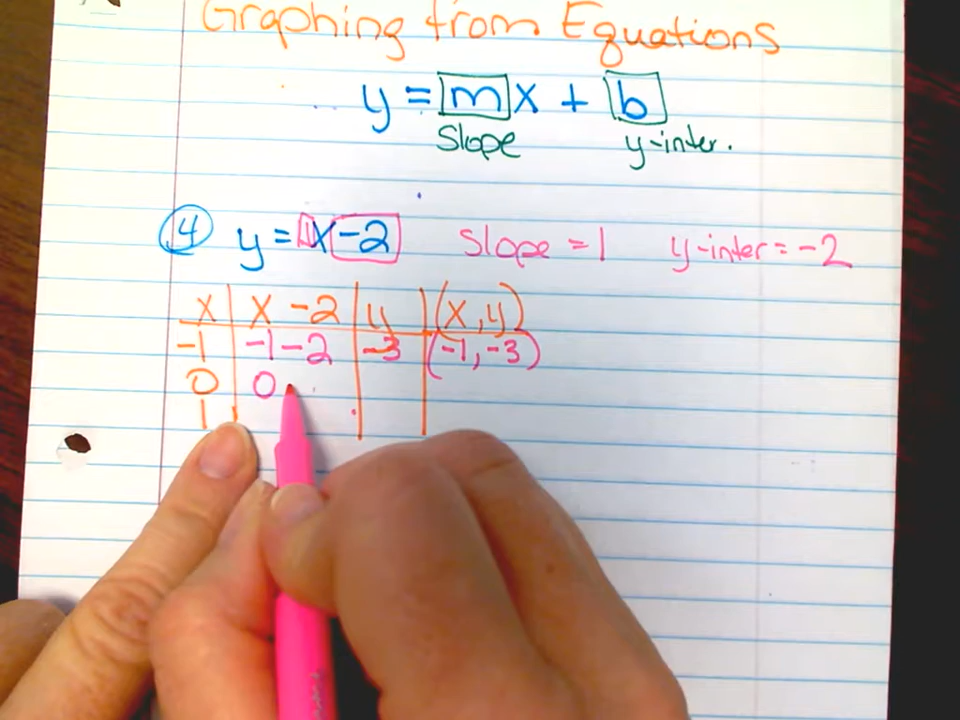 Graphing from Equations
y = mx + b
Slope y-inter.
4 y = 1x - 2 Slope = 1 y-inter = -2
x x - 2 y (x, y)
-1 -1 - 2 -3 (-1, -3)
0 0
1